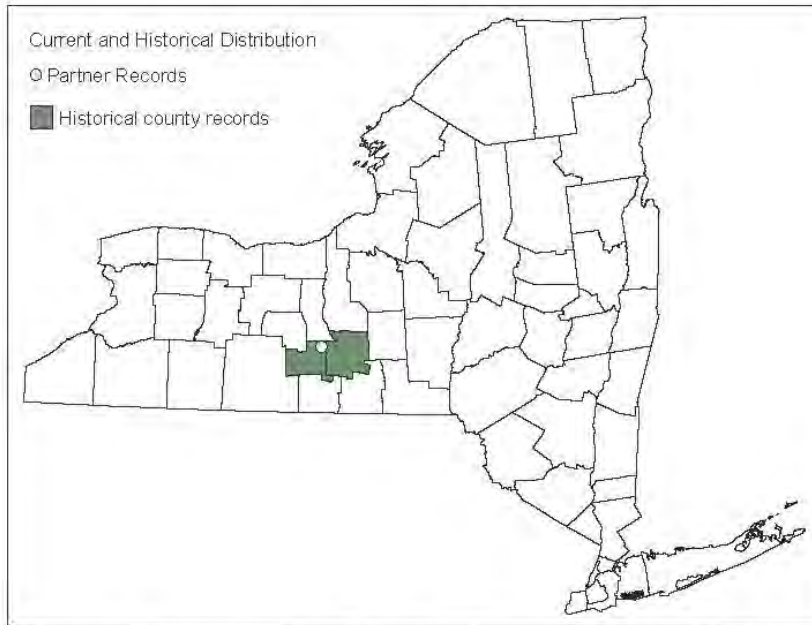 Current and Historical Distribution
Partner Records
Historical county records